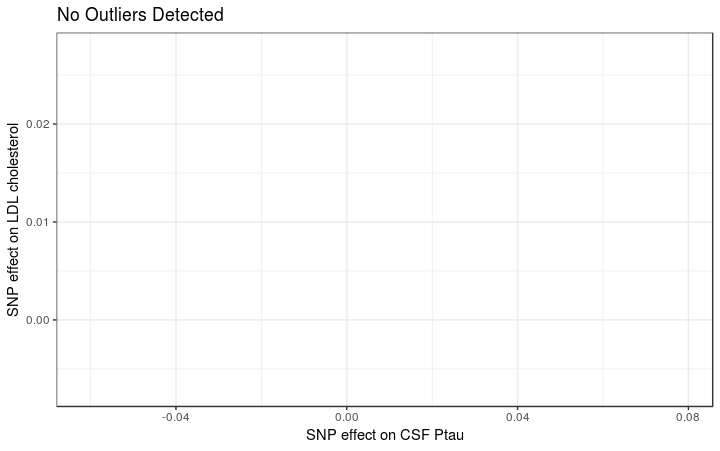 No Outliers Detected
SNP effect on LDL cholesterol
0.02
0.01
0.00
-0.04
0.00
0.04
0.08
SNP effect on CSF Ptau